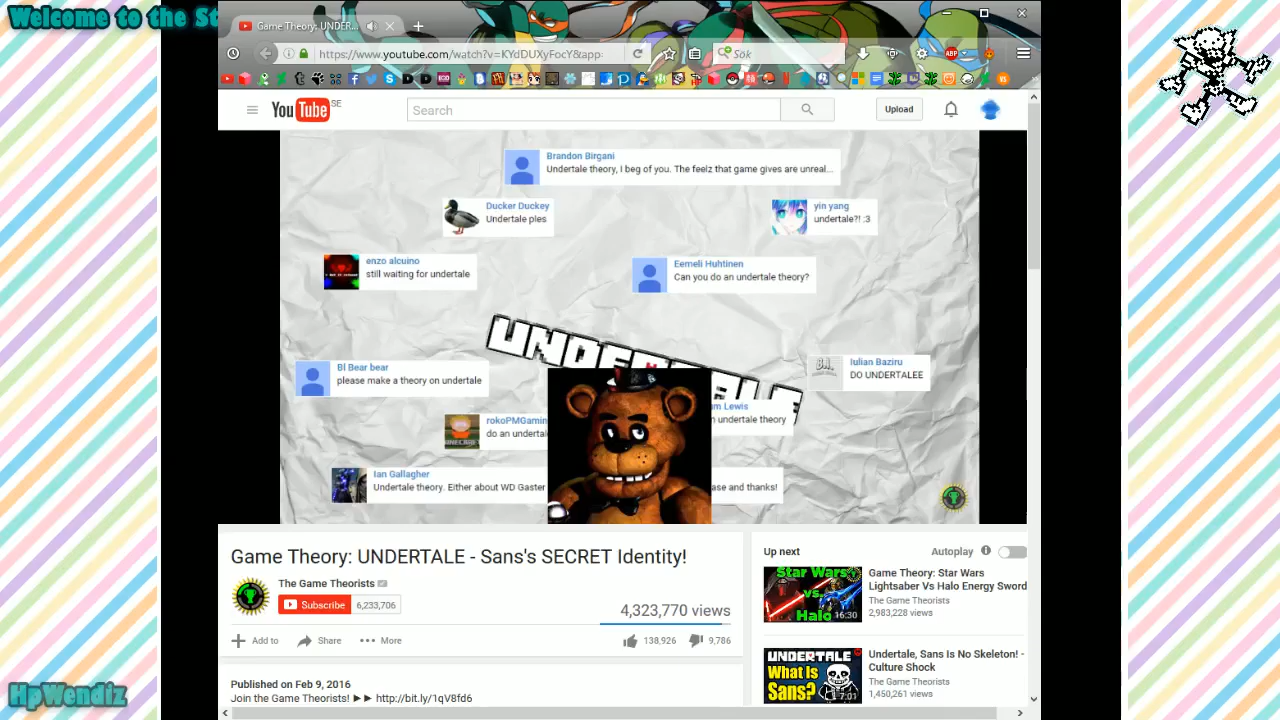 Welcome to the St
Game Theory: UNDER...
https://www.youtube.com/watch?v=KYdDUXyFocY&app:
Sök
ABP
YouTube SE
Search
Upload
Brandon Birgani
Undertale theory, I beg of you. The feelz that game gives are unreal...
Ducker Duckey
Undertale ples
yin yang
undertale?! :3
enzo alcuino
still waiting for undertale
Eemeli Huhtinen
Can you do an undertale theory?
UNDERTALE
Bl Bear bear
please make a theory on undertale
Iulian Baziru
DO UNDERTALEE
rokoPMGamin
do an undertale
m Lewis
undertale theory
Ian Gallagher
Undertale theory. Either about WD Gaster
ase and thanks!
Game Theory: UNDERTALE - Sans's SECRET Identity!
The Game Theorists
Subscribe 6,233,706
4,323,770 views
Add to Share More
138,926 9,786
Published on Feb 9, 2016
Join the Game Theorists! ►► http://bit.ly/1qV8fd6
Up next
Autoplay
Star Wars
vs.
Halo
16:30
Game Theory: Star Wars
Lightsaber Vs Halo Energy Sword
The Game Theorists
2,983,228 views
UNDERTALE
What Is
Sans?
17:01
Undertale, Sans Is No Skeleton! -
Culture Shock
The Game Theorists
1,450,261 views
HpWendiz